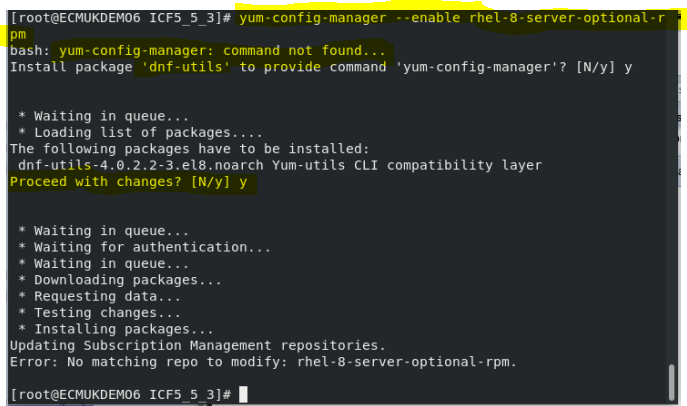 [root@ECMUKDEMO6 ICF5_5_3]# yum-config-manager --enable rhel-8-server-optional-r
pm
bash: yum-config-manager: command not found...
Install package 'dnf-utils' to provide command 'yum-config-manager'? [N/y] y
* Waiting in queue...
* Loading list of packages....
The following packages have to be installed:
dnf-utils-4.0.2.2-3.el8.noarch Yum-utils CLI compatibility layer
Proceed with changes? [N/y] y
* Waiting in queue...
* Waiting for authentication...
* Waiting in queue...
* Downloading packages...
* Requesting data...
* Testing changes...
* Installing packages...
Updating Subscription Management repositories.
Error: No matching repo to modify: rhel-8-server-optional-rpm.
[root@ECMUKDEMO6 ICF5_5_3]#